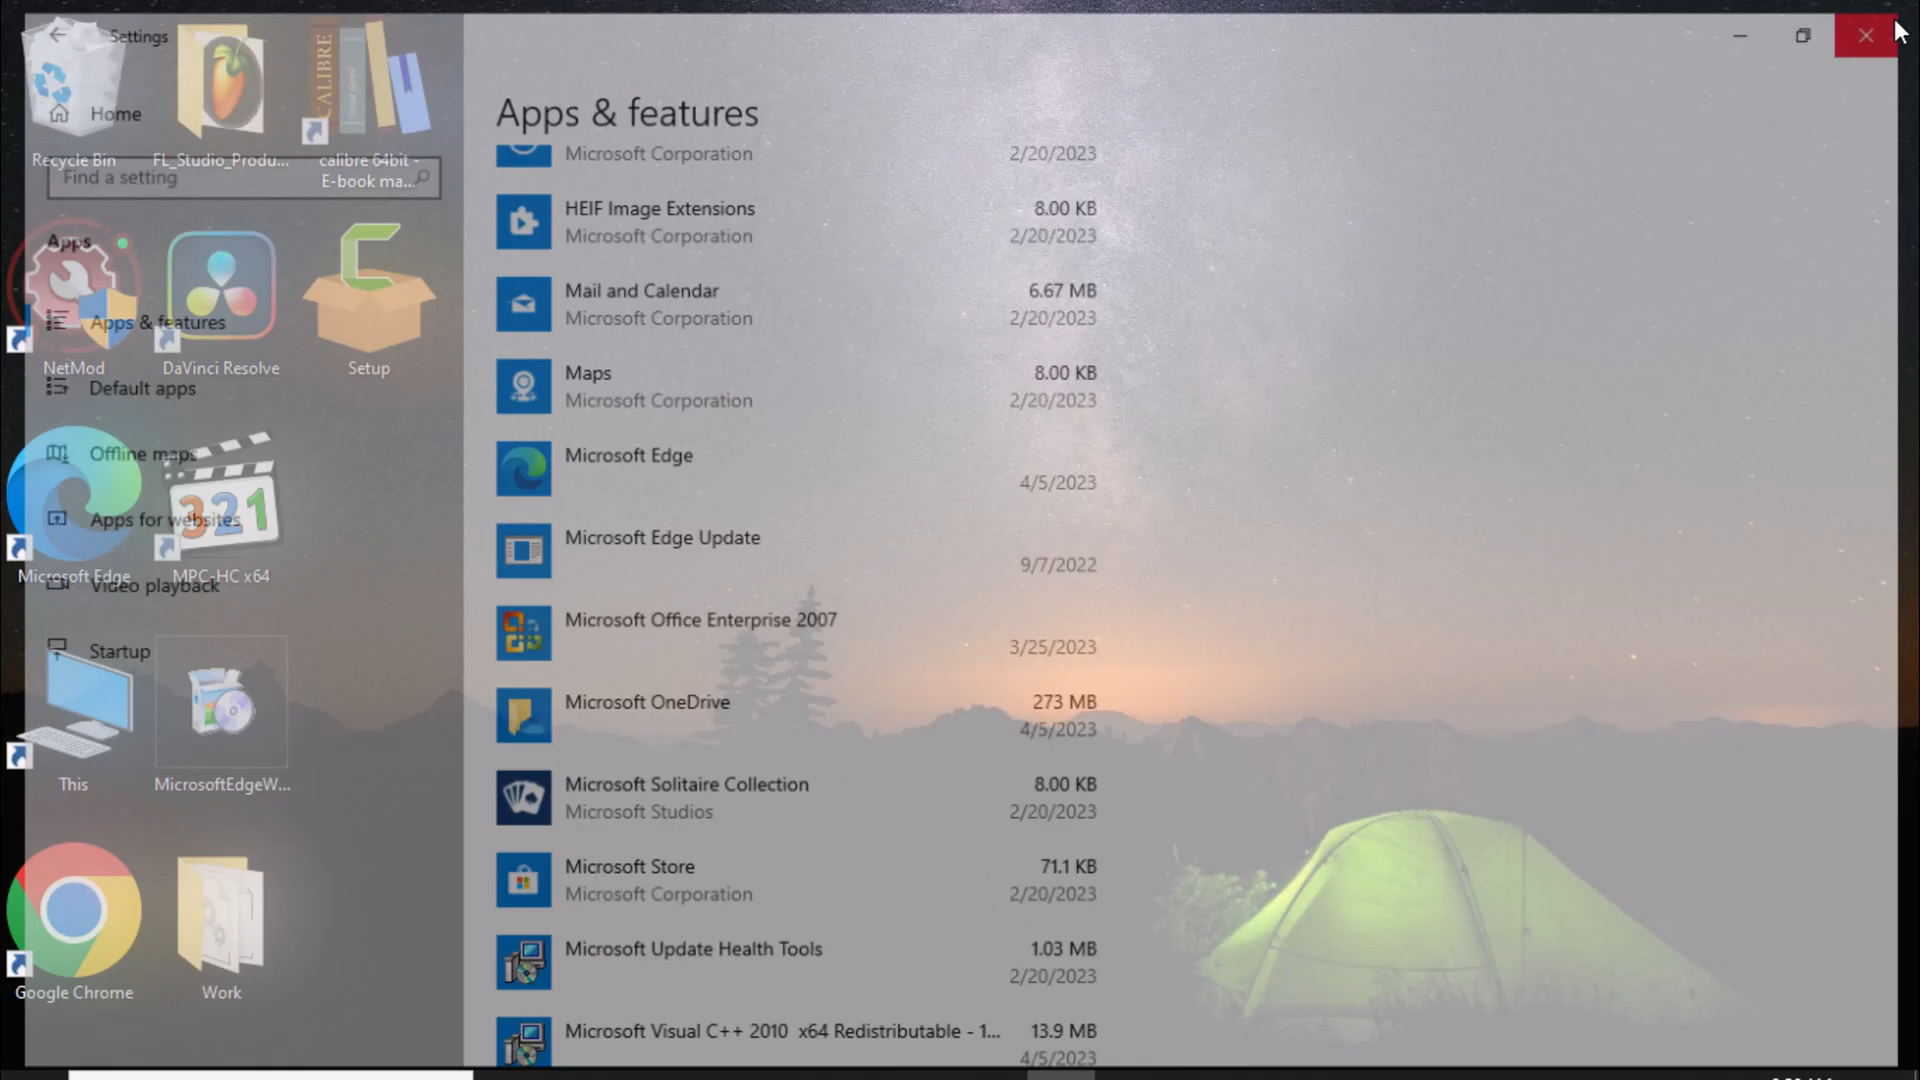 Settings
Home
Find a setting
Apps
Apps & features
Default apps
Offline maps
Apps for websites
Video playback
Startup
Recycle Bin
FL_Studio_Produ...
CALIBRE
calibre 64bit -
E-book ma...
NetMod
DaVinci Resolve
Setup
Microsoft Edge
321
MPC-HC x64
This
MicrosoftEdgeW...
Google Chrome
Work
Apps & features
Microsoft Corporation 2/20/2023
HEIF Image Extensions 8.00 KB
Microsoft Corporation 2/20/2023
Mail and Calendar 6.67 MB
Microsoft Corporation 2/20/2023
Maps 8.00 KB
Microsoft Corporation 2/20/2023
Microsoft Edge
4/5/2023
Microsoft Edge Update
9/7/2022
Microsoft Office Enterprise 2007
3/25/2023
Microsoft OneDrive 273 MB
4/5/2023
Microsoft Solitaire Collection 8.00 KB
Microsoft Studios 2/20/2023
Microsoft Store 71.1 KB
Microsoft Corporation 2/20/2023
Microsoft Update Health Tools 1.03 MB
2/20/2023
Microsoft Visual C++ 2010 x64 Redistributable - 1... 13.9 MB
4/5/2023